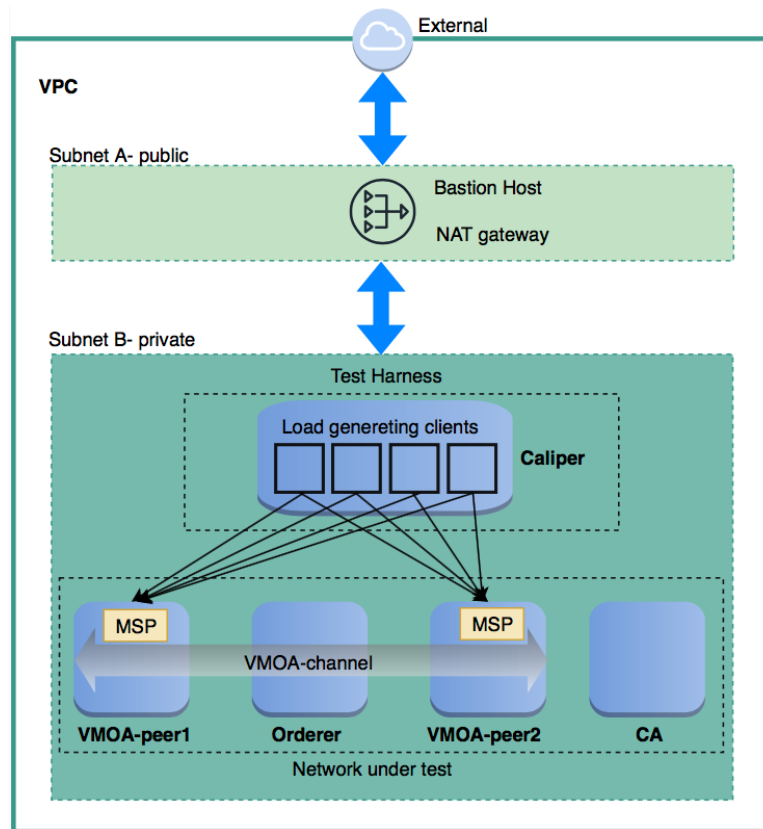 External
VPC
Subnet A- public
Bastion Host
NAT gateway
Subnet B- private
Test Harness
Load genereting clients
Caliper
MSP
MSP
VMOA-channel
VMOA-peer1
Orderer
VMOA-peer2
CA
Network under test